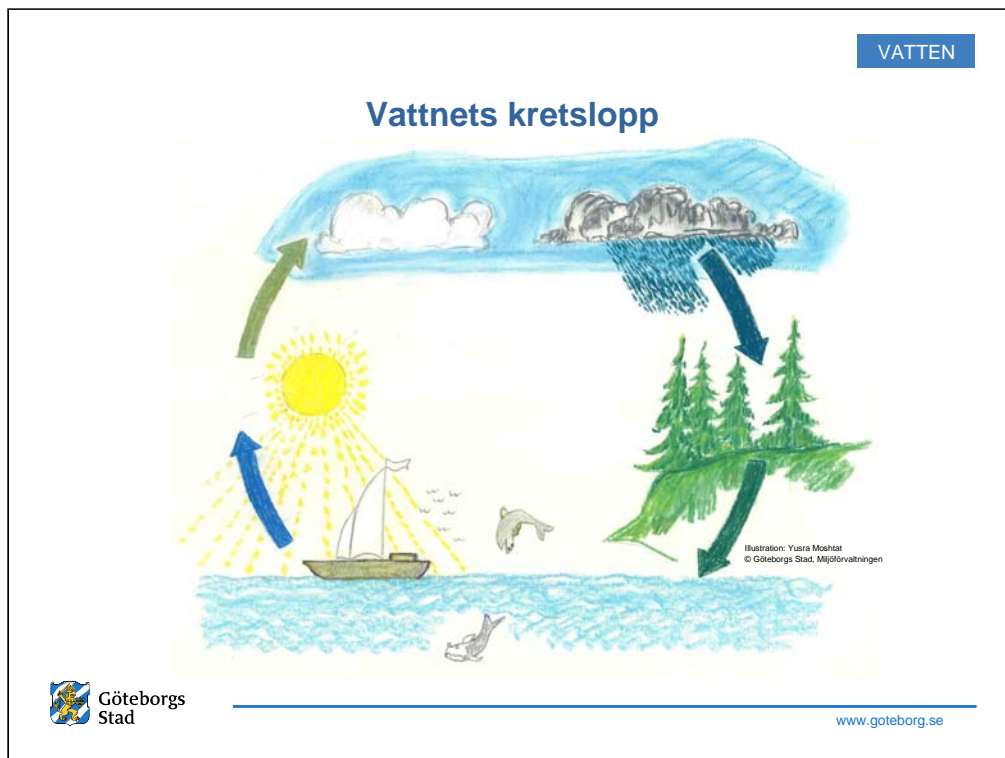 VATTEN
Vattnets kretslopp
Illustration: Yusra Moshtat
© Göteborgs Stad, Miljöförvaltningen
Göteborgs
Stad
www.goteborg.se